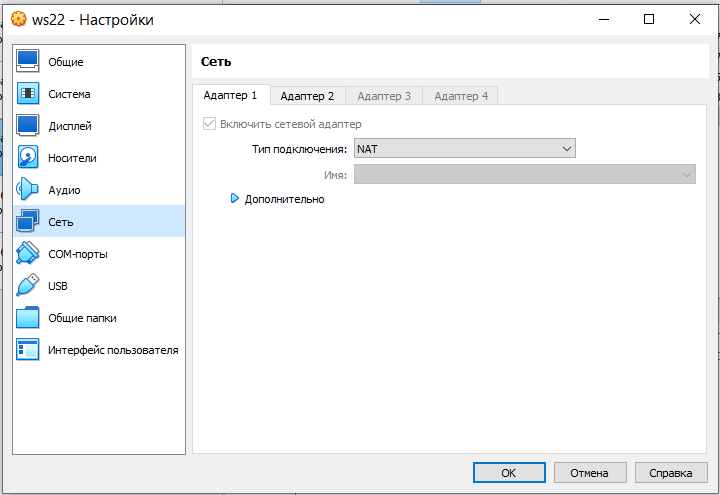 ws22 - Настройки
Общие
Система
Дисплей
Носители
Аудио
Сеть
COM-порты
USB
Общие папки
Интерфейс пользователя
Сеть
Адаптер 1 Адаптер 2 Адаптер 3 Адаптер 4
Включить сетевой адаптер
Тип подключения: NAT
Имя:
Дополнительно
OK Отмена Справка